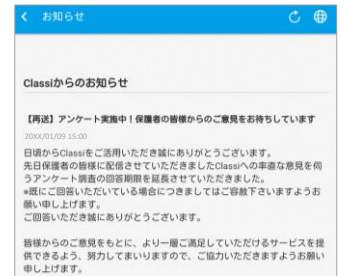 お知らせ
Classiからのお知らせ
【再送】アンケート実施中！保護者の皆様からのご意見をお待ちしています
20XX/01/09 15:00
日頃からClassiをご活用いただき誠にありがとうございます。
先日保護者の皆様に配信させていただきましたClassiへの率直な意見を伺
うアンケート調査の回答期限を延長させていただきました。
*既にご回答いただいている場合につきましてはご容赦下さいますようお
願い申し上げます。
ご回答いただき誠にありがとうございます。
皆様からのご意見をもとに、より一層ご満足していただけるサービスを提
供できるよう、努力してまいりますので、ご協力いただきますようお願い
申し上げます。